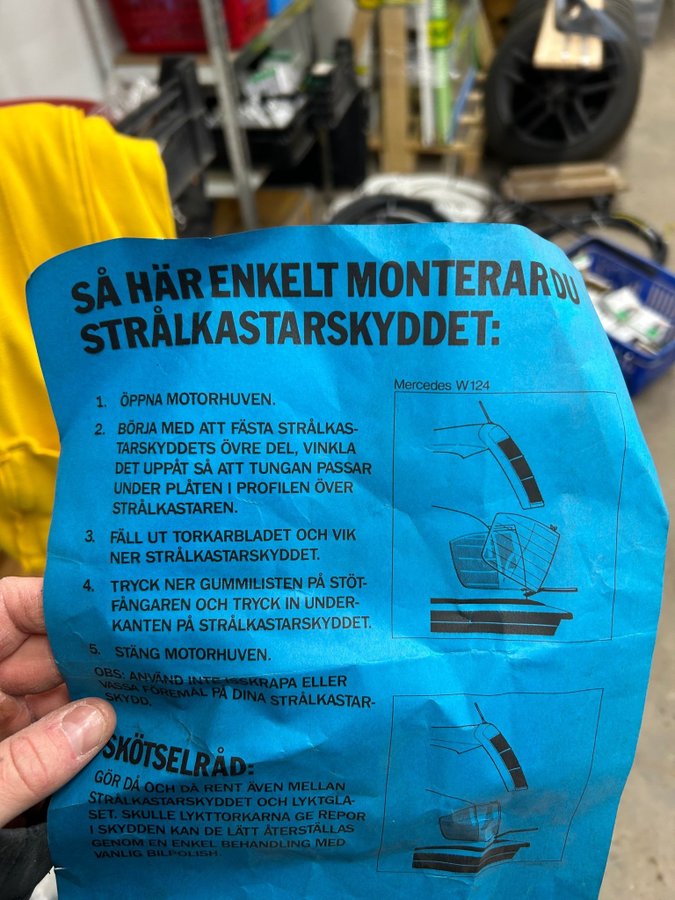 SÅ HÄR ENKELT MONTERAR DU
STRÅLKASTARSKYDDET:
1. ÖPPNA MOTORHUVEN.
2. BÖRJA MED ATT FÄSTA STRÅLKAS-
TARSKYDDETS ÖVRE DEL, VINKLA
DET UPPÅT SÅ ATT TUNGAN PASSAR
UNDER PLÅTEN I PROFILEN ÖVER
STRÅLKASTAREN.
3. FÄLL UT TORKARBLADET OCH VIK
NER STRÅLKASTARSKYDDET.
4. TRYCK NER GUMMILISTEN PÅ STÖT-
FÅNGAREN OCH TRYCK IN UNDER-
KANTEN PÅ STRÅLKASTARSKYDDET.
5. STÄNG MOTORHUVEN.
OBS: ANVÄND INTE ISSKRAPA ELLER
VASSA FÖREMÅL PÅ DINA STRÅLKASTAR-
SKYDD.
SKÖTSELRÅD:
GÖR DÅ OCH DÅ RENT ÄVEN MELLAN
STRÅLKASTARSKYDDET OCH LYKTGLA-
SET. SKULLE LYKTTORKARNA GE REPOR
I SKYDDEN KAN DE LÄTT ÅTERSTÄLLAS
GENOM EN ENKEL BEHANDLING MED
VANLIG BILPOLISH.
Mercedes W124